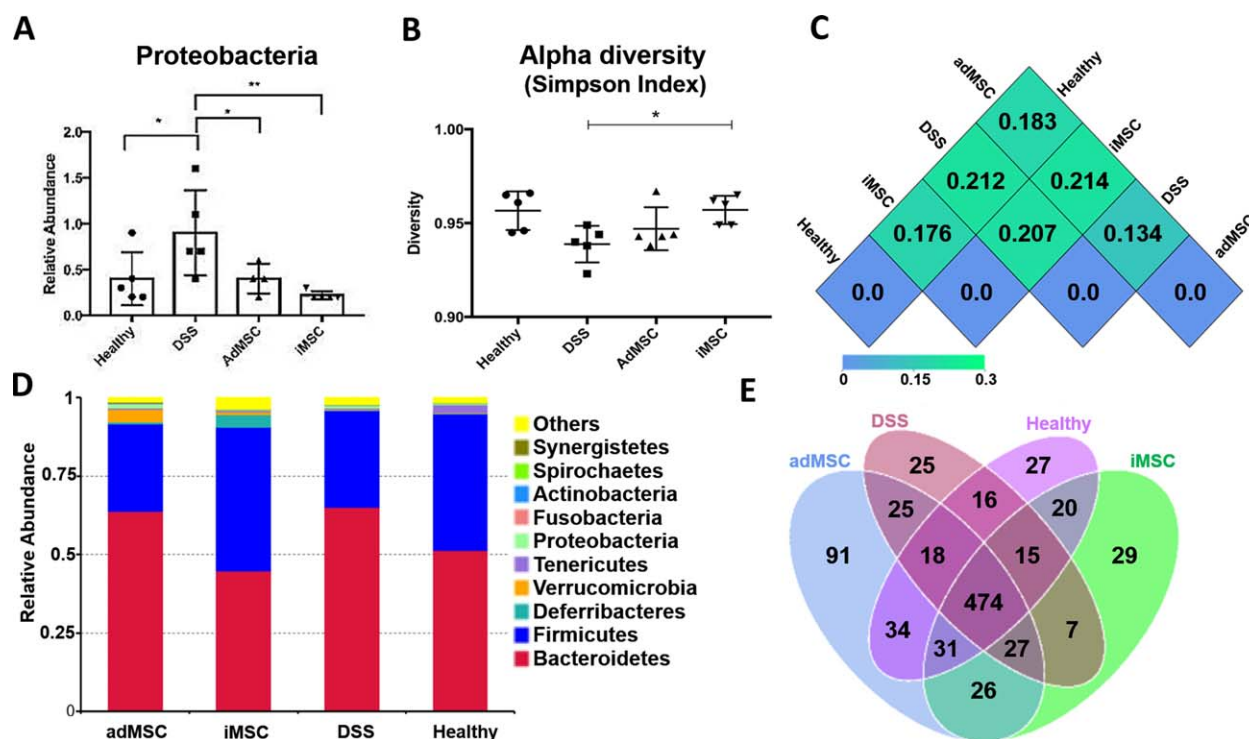 A
Proteobacteria
**
*
*
Relative Abundance
2.0
1.5
1.0
0.5
0.0
Healthy
DSS
AdMSC
iMSC
B
Alpha diversity
(Simpson Index)
*
Diversity
1.00
0.95
0.90
Healthy
DSS
AdMSC
iMSC
C
adMSC
Healthy
0.183
DSS
iMSC
0.212
0.214
iMSC
DSS
0.176
0.207
0.134
Healthy
adMSC
0.0
0.0
0.0
0.0
0
0.15
0.3
D
Relative Abundance
1
0.75
0.5
0.25
0
adMSC
iMSC
DSS
Healthy
Others
Synergistetes
Spirochaetes
Actinobacteria
Fusobacteria
Proteobacteria
Tenericutes
Verrucomicrobia
Deferribacteres
Firmicutes
Bacteroidetes
E
DSS
Healthy
adMSC
iMSC
25
27
16
25
20
91
18
15
29
474
34
7
31
27
26